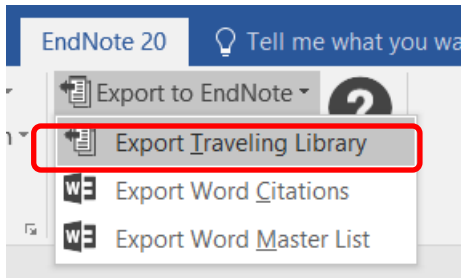 EndNote 20 Tell me what you wa
Export to EndNote
?
n
Export Traveling Library
Export Word Citations
Export Word Master List